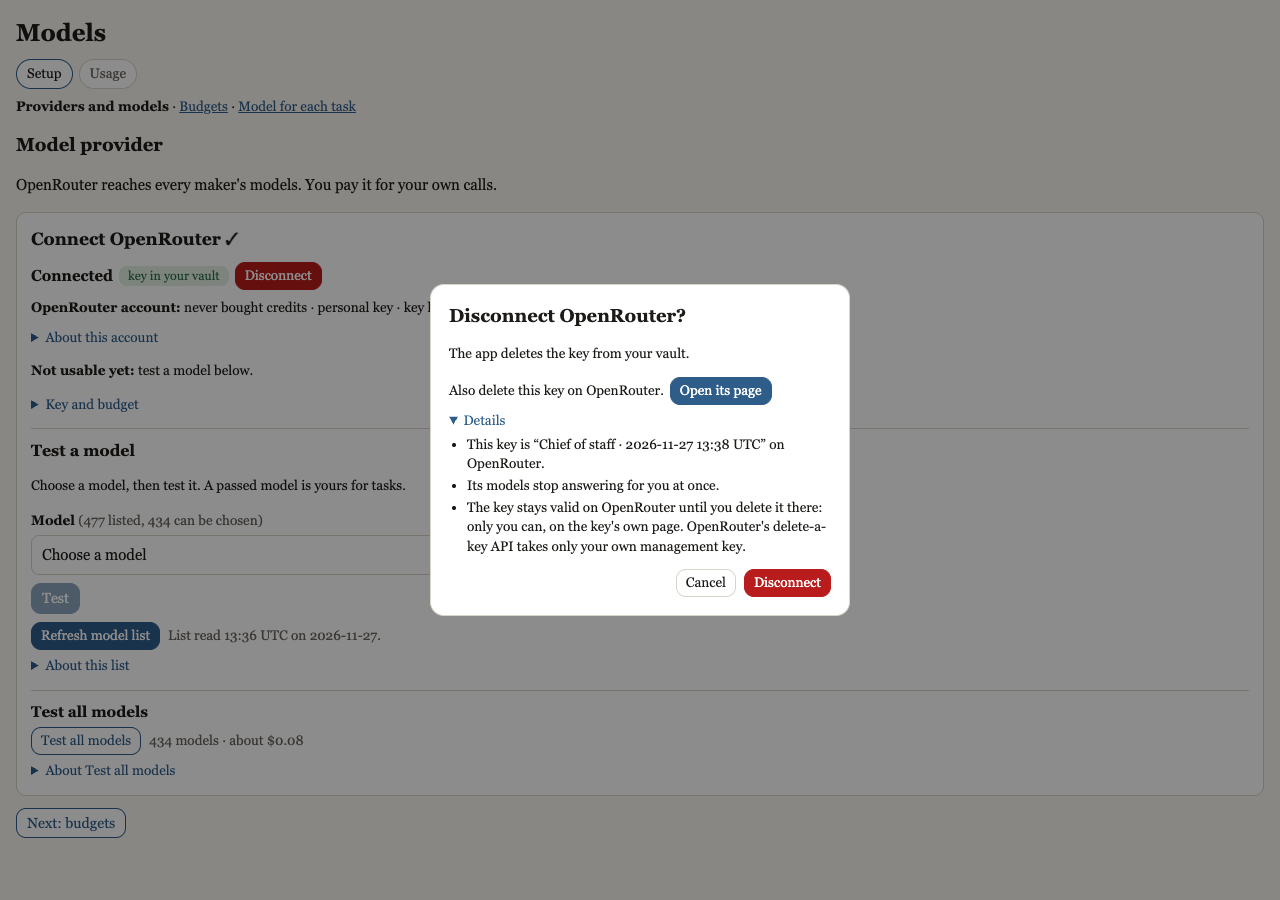 Models
Setup
Usage
Providers and models · Budgets · Model for each task
Model provider
OpenRouter reaches every maker's models. You pay it for your own calls.
Connect OpenRouter ✓
Connected key in your vault Disconnect
OpenRouter account: never bought credits · personal key · key
About this account
Not usable yet: test a model below.
Key and budget
Test a model
Choose a model, then test it. A passed model is yours for tasks.
Model (477 listed, 434 can be chosen)
Choose a model
Test
Refresh model list List read 13:36 UTC on 2026-11-27.
About this list
Test all models
Test all models 434 models · about $0.08
About Test all models
Next: budgets
Disconnect OpenRouter?
The app deletes the key from your vault.
Also delete this key on OpenRouter. Open its page
Details
• This key is “Chief of staff · 2026-11-27 13:38 UTC” on
OpenRouter.
• Its models stop answering for you at once.
• The key stays valid on OpenRouter until you delete it there:
only you can, on the key's own page. OpenRouter's delete-a-
key API takes only your own management key.
Cancel Disconnect